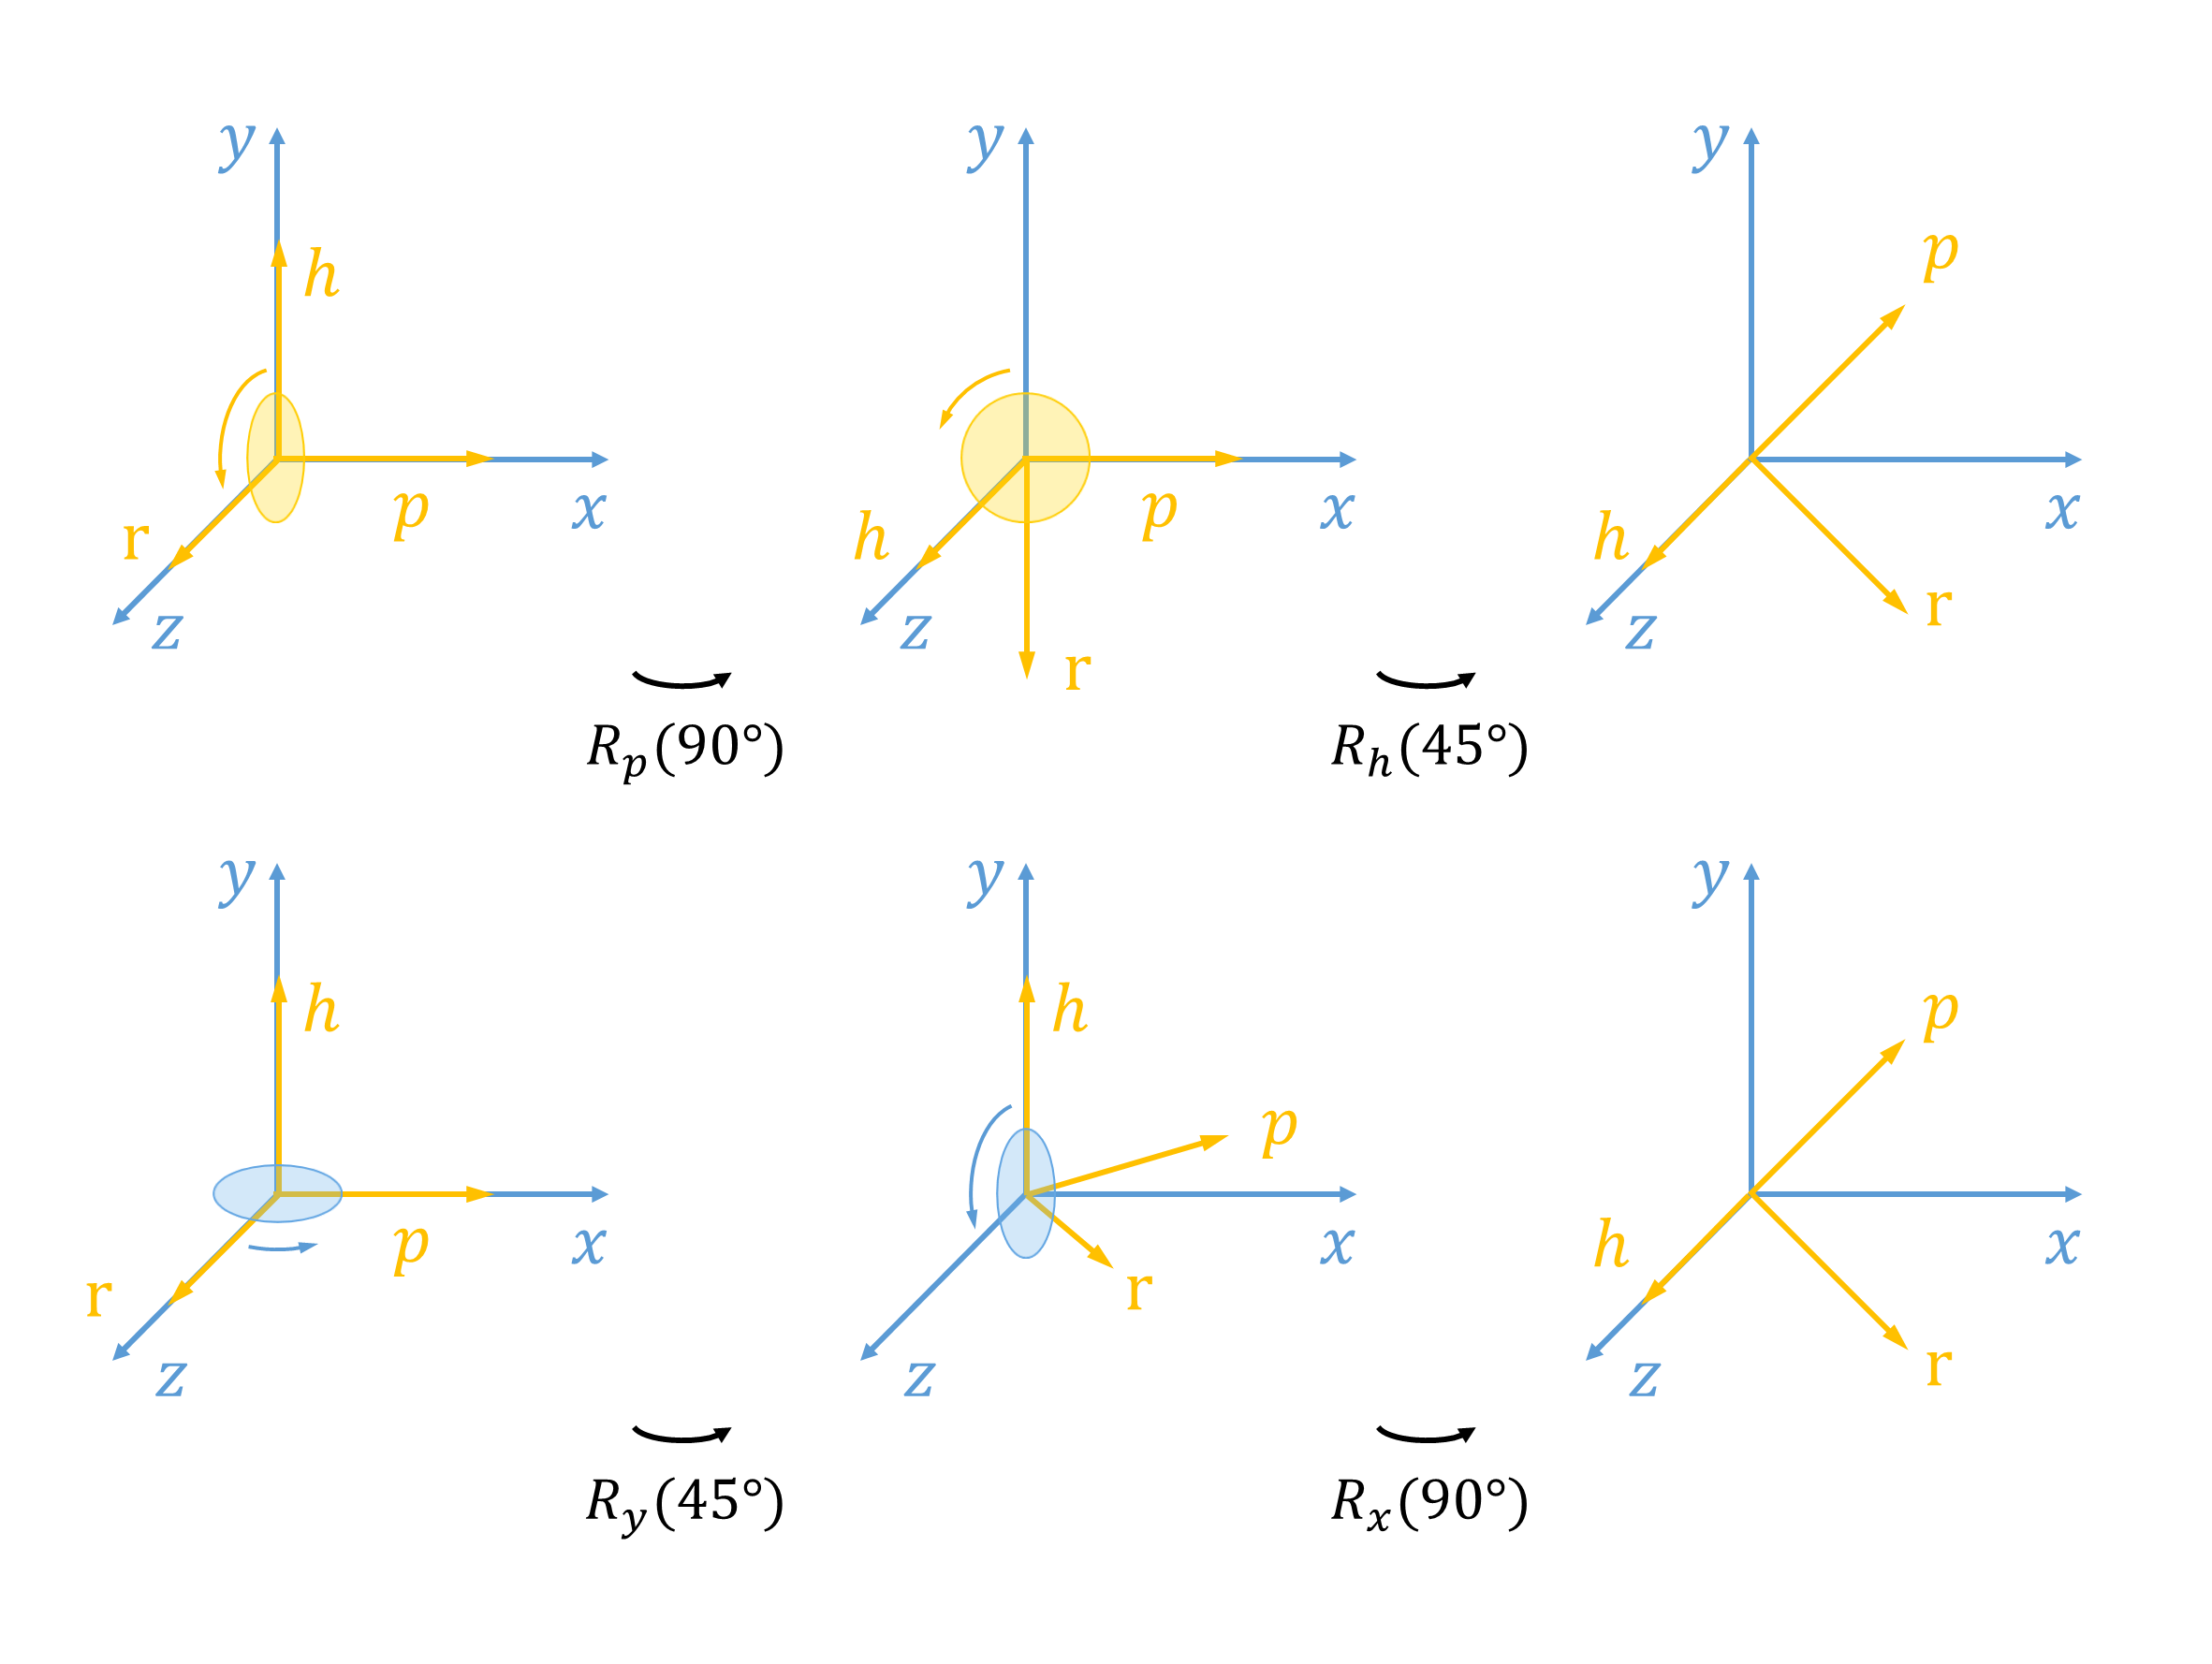 y y y
h p
r p x h p x h x
z z z r
r
R_p(90°) R_h(45°)
y y y
h h p
p
r p x r x h x
z z z r
R_y(45°) R_x(90°)